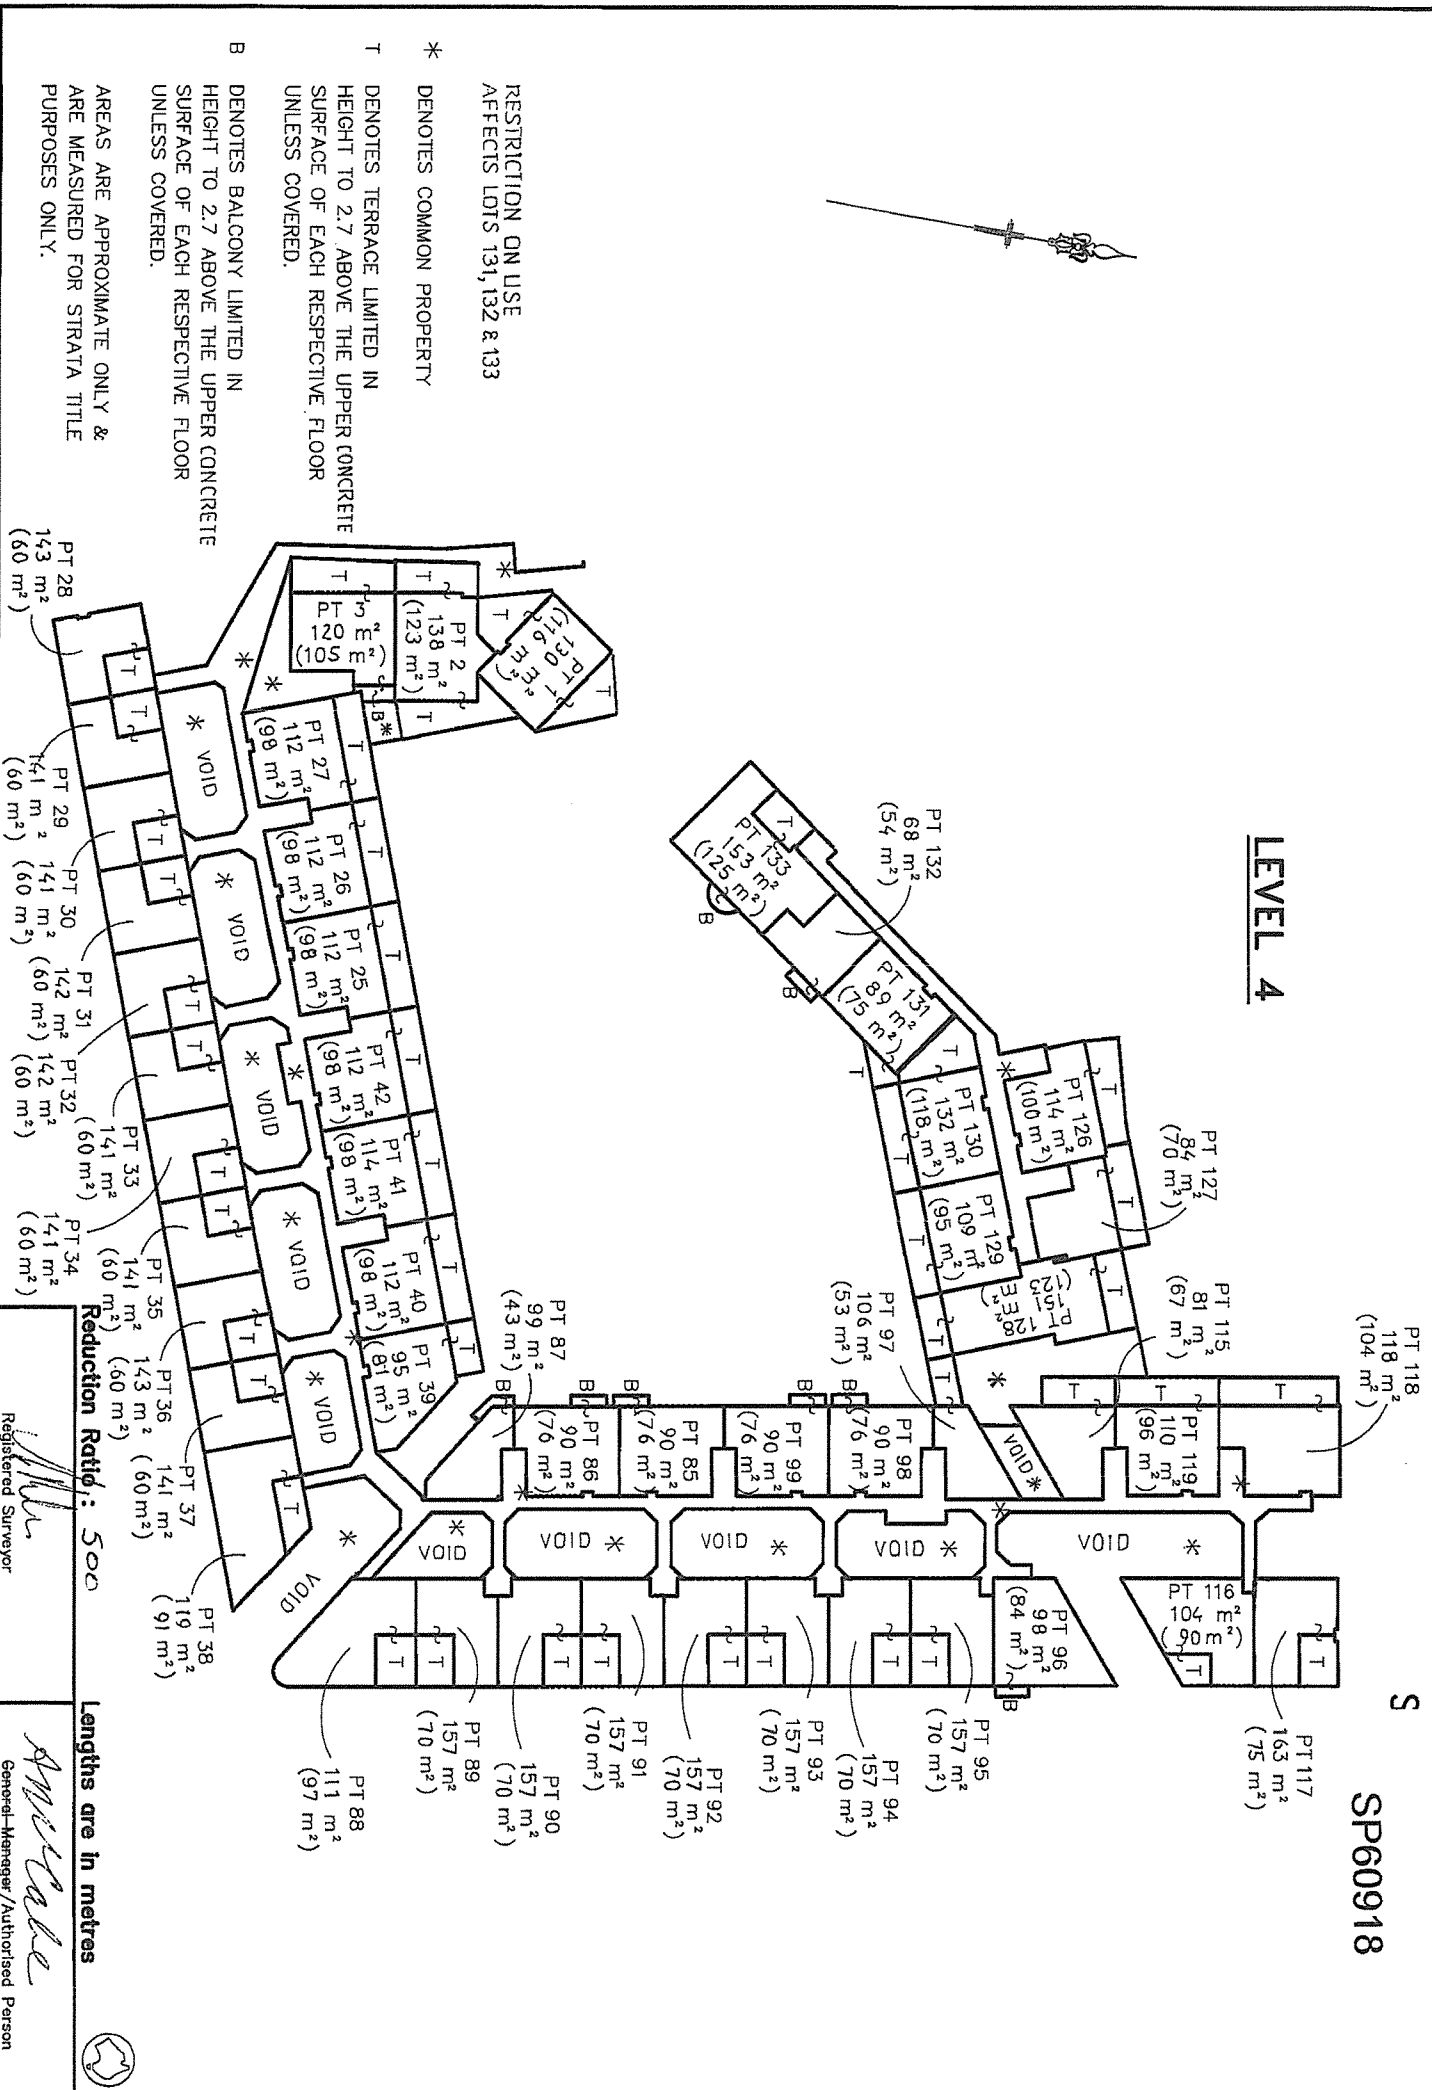 SP60918
S
LEVEL 4
PT 118
118 m²
(104 m²)
PT 117
163 m²
(75 m²)
PT 115
81 m²
(67 m²)
PT 127
84 m²
(70 m²)
PT 119
110 m²
(96 m²)
PT 116
104 m²
(90 m²)
PT 126
114 m²
(100 m²)
PT 132
68 m²
(54 m²)
PT 133
153 m²
(125 m²)
PT 131
89 m²
(75 m²)
PT 130
132 m²
(118 m²)
PT 129
109 m²
(95 m²)
128
(123
PT 97
106 m²
(53 m²)
PT 96
98 m²
(84 m²)
PT 95
157 m²
(70 m²)
PT 94
157 m²
(70 m²)
PT 93
157 m²
(70 m²)
PT 92
157 m²
(70 m²)
PT 91
157 m²
(70 m²)
PT 90
157 m²
(70 m²)
PT 89
157 m²
(70 m²)
PT 88
111 m²
(97 m²)
PT 98
90 m²
(76 m²)
PT 99
90 m²
(76 m²)
PT 85
90 m²
(76 m²)
PT 86
90 m²
(76 m²)
PT 87
99 m²
(43 m²)
VOID *
VOID *
VOID *
VOID *
VOID *
VOID *
VOID *
PT 1
130 m²
(116 m²)
PT 2
138 m²
(123 m²)
PT 3
120 m²
(105 m²)
PT 27
112 m²
(98 m²)
PT 26
112 m²
(98 m²)
PT 25
112 m²
(98 m²)
PT 42
112 m²
(98 m²)
PT 41
114 m²
(98 m²)
PT 40
112 m²
(98 m²)
PT 39
95 m²
(81 m²)
* VOID
* VOID
* VOID
* VOID
* VOID
PT 28
143 m²
(60 m²)
PT 29
141 m²
(60 m²)
PT 30
141 m²
(60 m²)
PT 31
142 m²
(60 m²)
PT 32
142 m²
(60 m²)
PT 33
141 m²
(60 m²)
PT 34
141 m²
(60 m²)
PT 35
141 m²
(60 m²)
PT 36
143 m²
(60 m²)
PT 37
141 m²
(60 m²)
PT 38
119 m²
(91 m²)
RESTRICTION ON USE
AFFECTS LOTS 131, 132 & 133
* DENOTES COMMON PROPERTY
T DENOTES TERRACE LIMITED IN
HEIGHT TO 2.7 ABOVE THE UPPER CONCRETE
SURFACE OF EACH RESPECTIVE FLOOR
UNLESS COVERED.
B DENOTES BALCONY LIMITED IN
HEIGHT TO 2.7 ABOVE THE UPPER CONCRETE
SURFACE OF EACH RESPECTIVE FLOOR
UNLESS COVERED.
AREAS ARE APPROXIMATE ONLY &
ARE MEASURED FOR STRATA TITLE
PURPOSES ONLY.
Reduction Ratio: 500
Lengths are in metres
Registered Surveyor
General Manager/Authorised Person